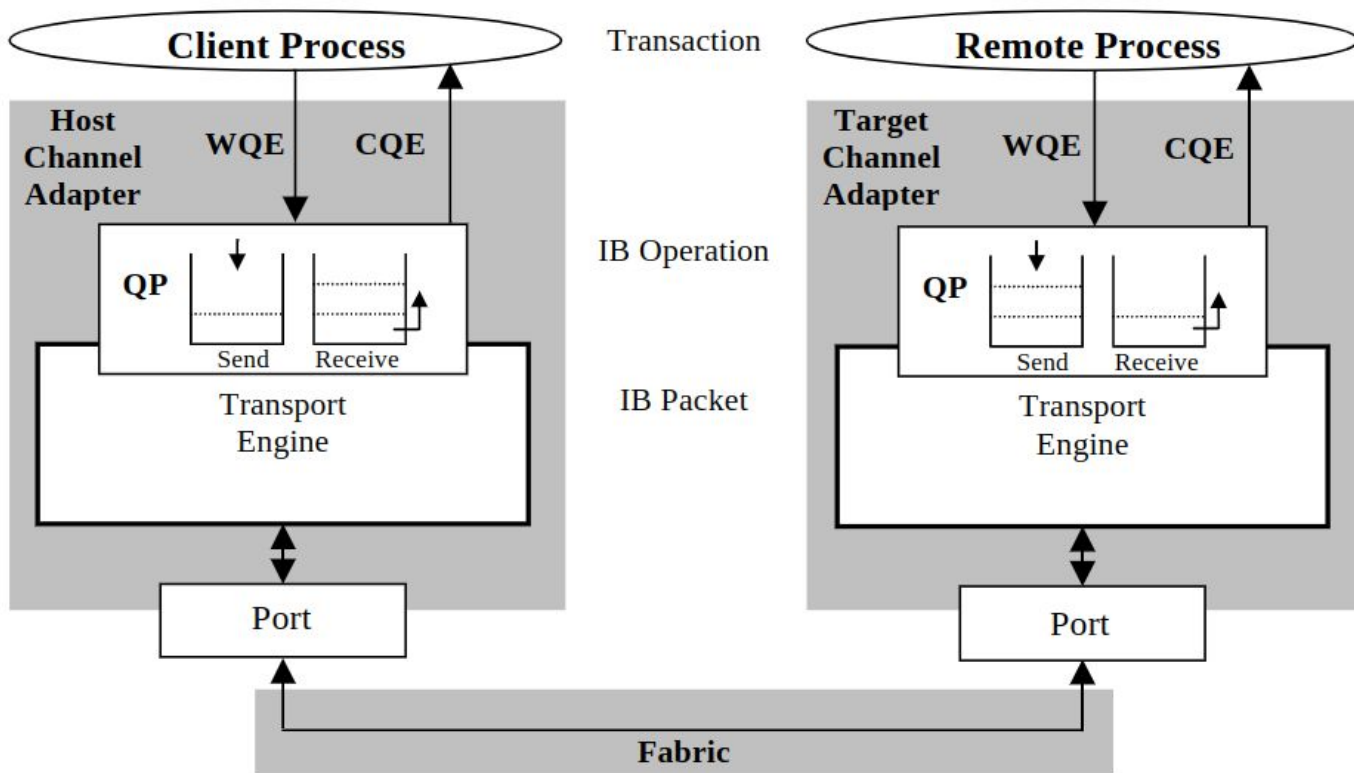 Client Process
Transaction
Remote Process
Host
Channel
Adapter
WQE
CQE
Target
Channel
Adapter
WQE
CQE
IB Operation
QP
Send
Receive
QP
Send
Receive
IB Packet
Transport
Engine
Transport
Engine
Port
Port
Fabric